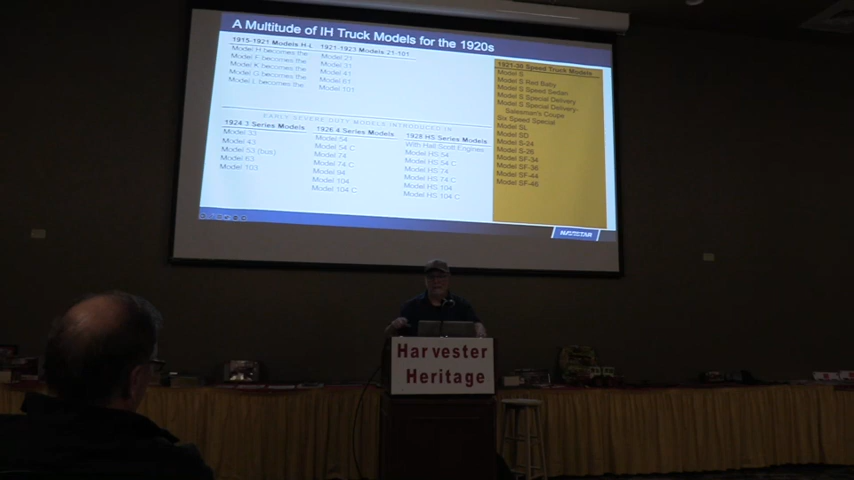 A Multitude of IH Truck Models for the 1920s
1915-1921 Models H-L
Model H becomes the
Model F becomes the
Model K becomes the
Model G becomes the
Model L becomes the
1921-1923 Models 21-101
Model 21
Model 31
Model 41
Model 61
Model 101
EARLY SEVERE DUTY MODELS INTRODUCED IN
1924 3 Series Models
Model 33
Model 43
Model 53 (bus)
Model 63
Model 103
1926 4 Series Models
Model 54
Model 54 C
Model 74
Model 74 C
Model 94
Model 104
Model 104 C
1928 HS Series Models
With Hall-Scott Engines
Model HS 54
Model HS 54 C
Model HS 74
Model HS 74 C
Model HS 104
Model HS 104 C
1921-30 Speed Truck Models
Model S
Model S Red Baby
Model S Speed Sedan
Model S Special Delivery
Model S Special Delivery-
Salesman's Coupe
Six Speed Special
Model SL
Model SD
Model S-24
Model S-26
Model SF-34
Model SF-36
Model SF-44
Model SF-46
NAVISTAR
Harvester
Heritage